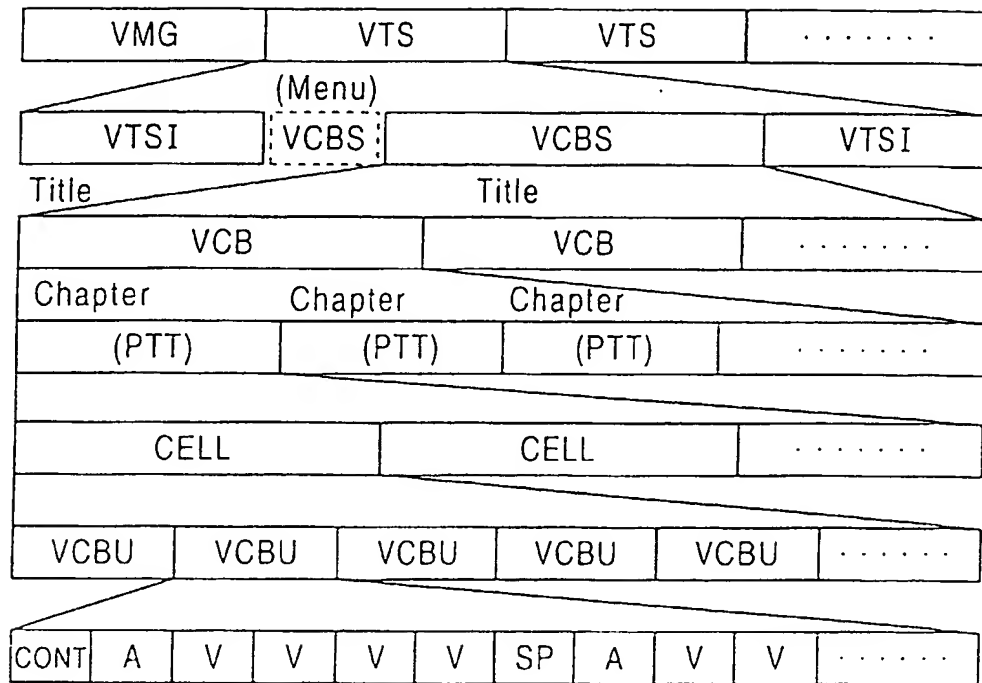 VMG VTS VTS .......
(Menu)
VTSI VCBS VCBS VTSI
Title Title
VCB VCB .......
Chapter Chapter Chapter
(PTT) (PTT) (PTT) .......
CELL CELL .......
VCBU VCBU VCBU VCBU VCBU ......
CONT A V V V V SP A V V ......